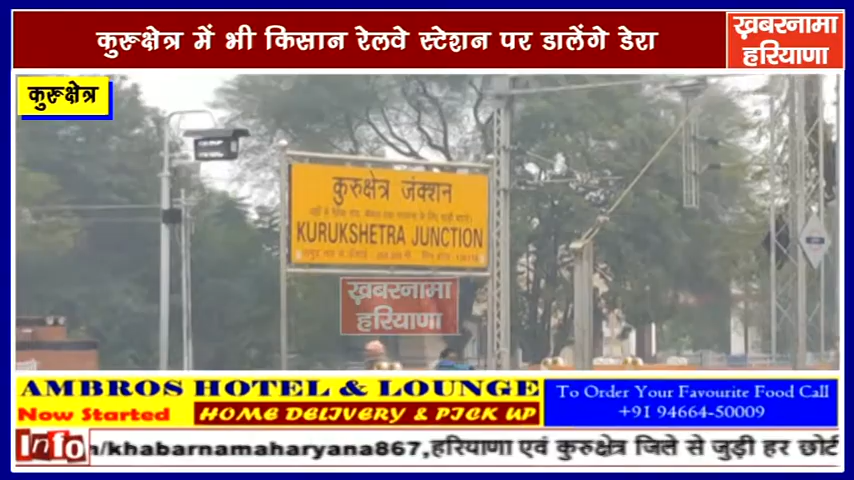 कुरूक्षेत्र में भी किसान रेलवे स्टेशन पर डालेंगे डेरा
ख़बरनामा
हरियाणा
कुरूक्षेत्र
कुरुक्षेत्र जंक्शन
KURUKSHETRA JUNCTION
ख़बरनामा
हरियाणा
AMBROS HOTEL & LOUNGE
Now Started HOME DELIVERY & PICK UP
To Order Your Favourite Food Call
+91 94664-50009
Info /khabarnamaharyana867,हरियाणा एवं कुरुक्षेत्र जिले से जुड़ी हर छोटी